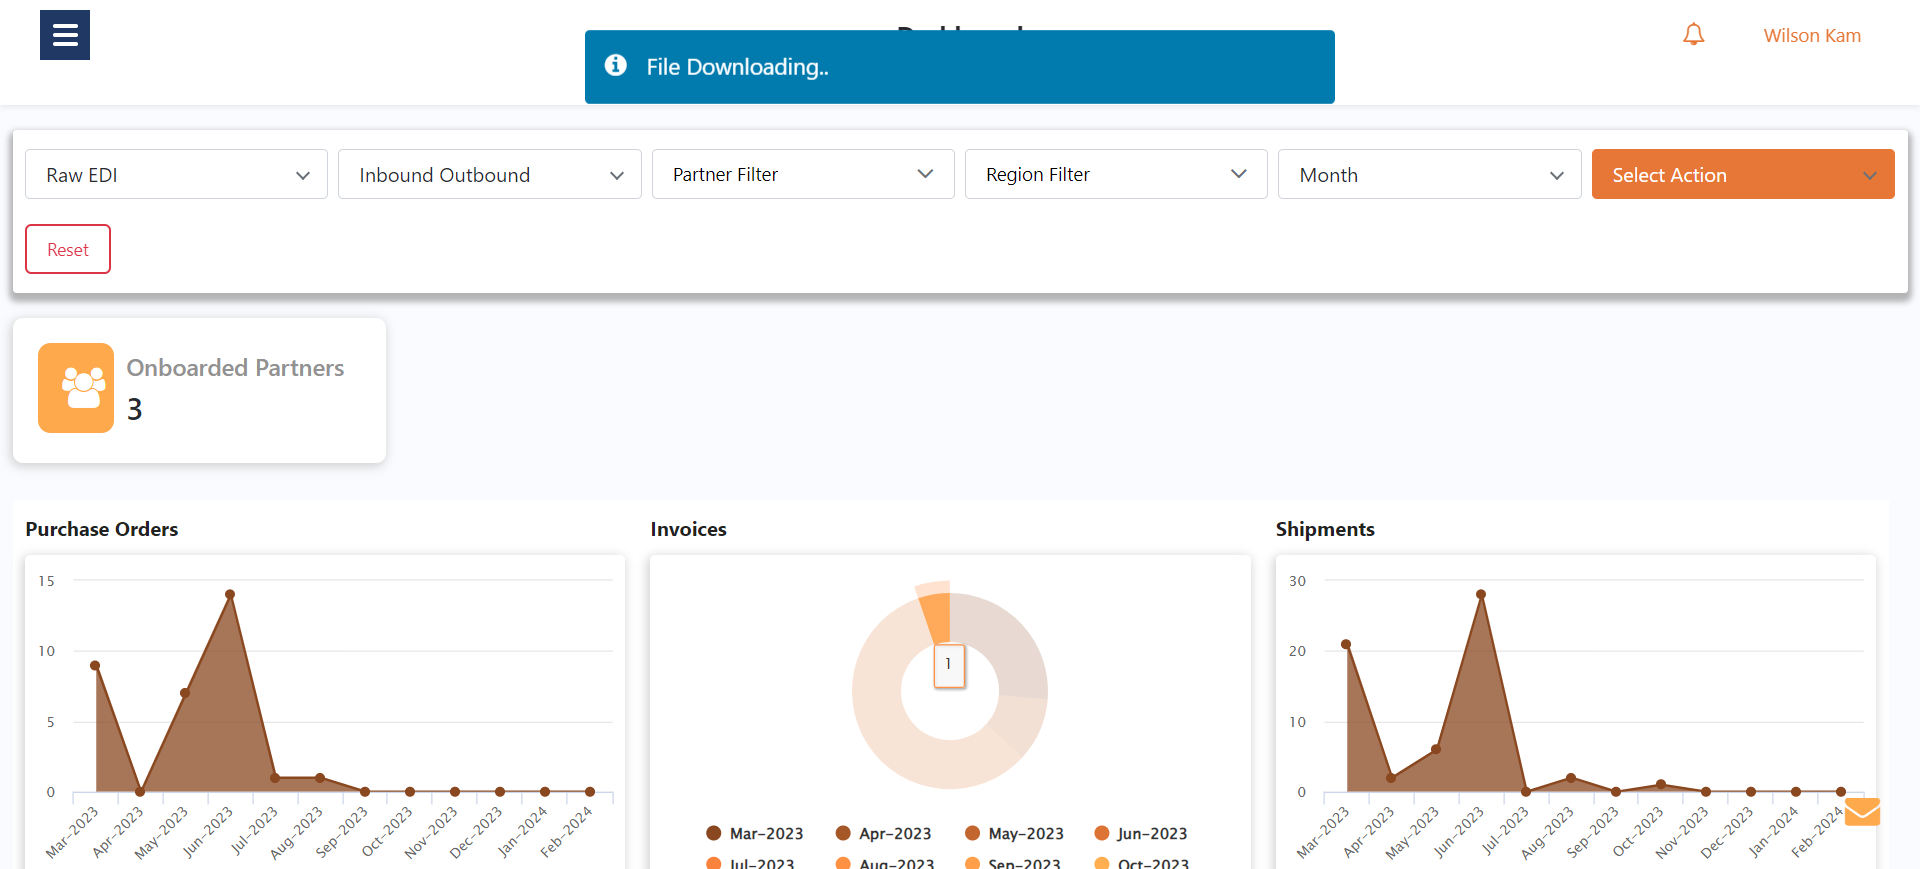 File Downloading..
Wilson Kam
Raw EDI
Inbound Outbound
Partner Filter
Region Filter
Month
Select Action
Reset
Onboarded Partners
3
Purchase Orders
15
10
5
0
Mar-2023
Apr-2023
May-2023
Jun-2023
Jul-2023
Aug-2023
Sep-2023
Oct-2023
Nov-2023
Dec-2023
Jan-2024
Feb-2024
Invoices
1
Mar-2023
Apr-2023
May-2023
Jun-2023
Jul-2023
Aug-2023
Sep-2023
Oct-2023
Shipments
30
20
10
0
Mar-2023
Apr-2023
May-2023
Jun-2023
Jul-2023
Aug-2023
Sep-2023
Oct-2023
Nov-2023
Dec-2023
Jan-2024
Feb-2024